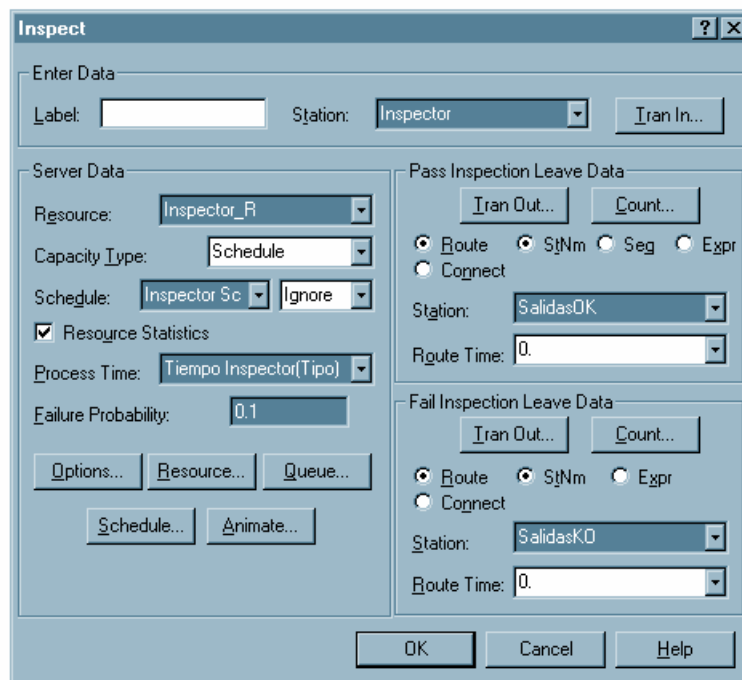 Inspect
Enter Data
Label:
Station: Inspector Tran In...
Server Data
Resource: Inspector_R
Capacity Type: Schedule
Schedule: Inspector Sc Ignore
Resource Statistics
Process Time: Tiempo Inspector(Tipo)
Failure Probability: 0.1
Options... Resource... Queue...
Schedule... Animate...
Pass Inspection Leave Data
Tran Out... Count...
Route StNm Seg Expr
Connect
Station: SalidasOK
Route Time: 0.
Fail Inspection Leave Data
Tran Out... Count...
Route StNm Expr
Connect
Station: SalidasKO
Route Time: 0.
OK Cancel Help